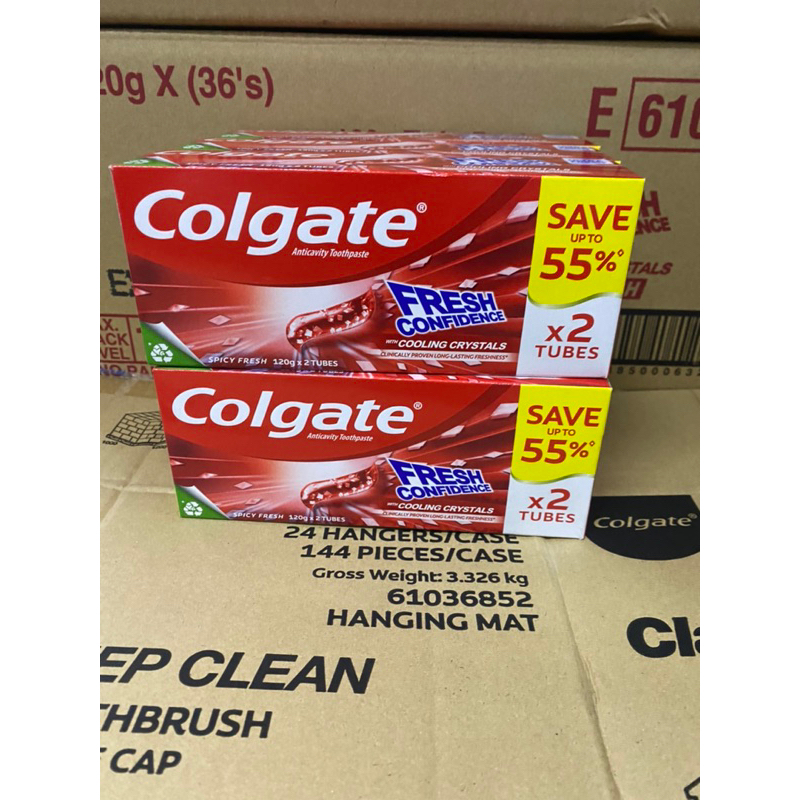 20g X (36's)
E 610
Colgate®
Anticavity Toothpaste
SAVE
UP TO
55%◊
FRESH
CONFIDENCE
WITH COOLING CRYSTALS
CLINICALLY PROVEN LONG-LASTING FRESHNESS*
x2
TUBES
SPICY FRESH 120g x 2 TUBES
Colgate®
Anticavity Toothpaste
SAVE
UP TO
55%◊
FRESH
CONFIDENCE
WITH COOLING CRYSTALS
CLINICALLY PROVEN LONG-LASTING FRESHNESS*
x2
TUBES
SPICY FRESH 120g x 2 TUBES
24 HANGERS/CASE
144 PIECES/CASE
Gross Weight: 3.326 kg
61036852
HANGING MAT
Colgate®
Cla
EP CLEAN
THBRUSH
CAP